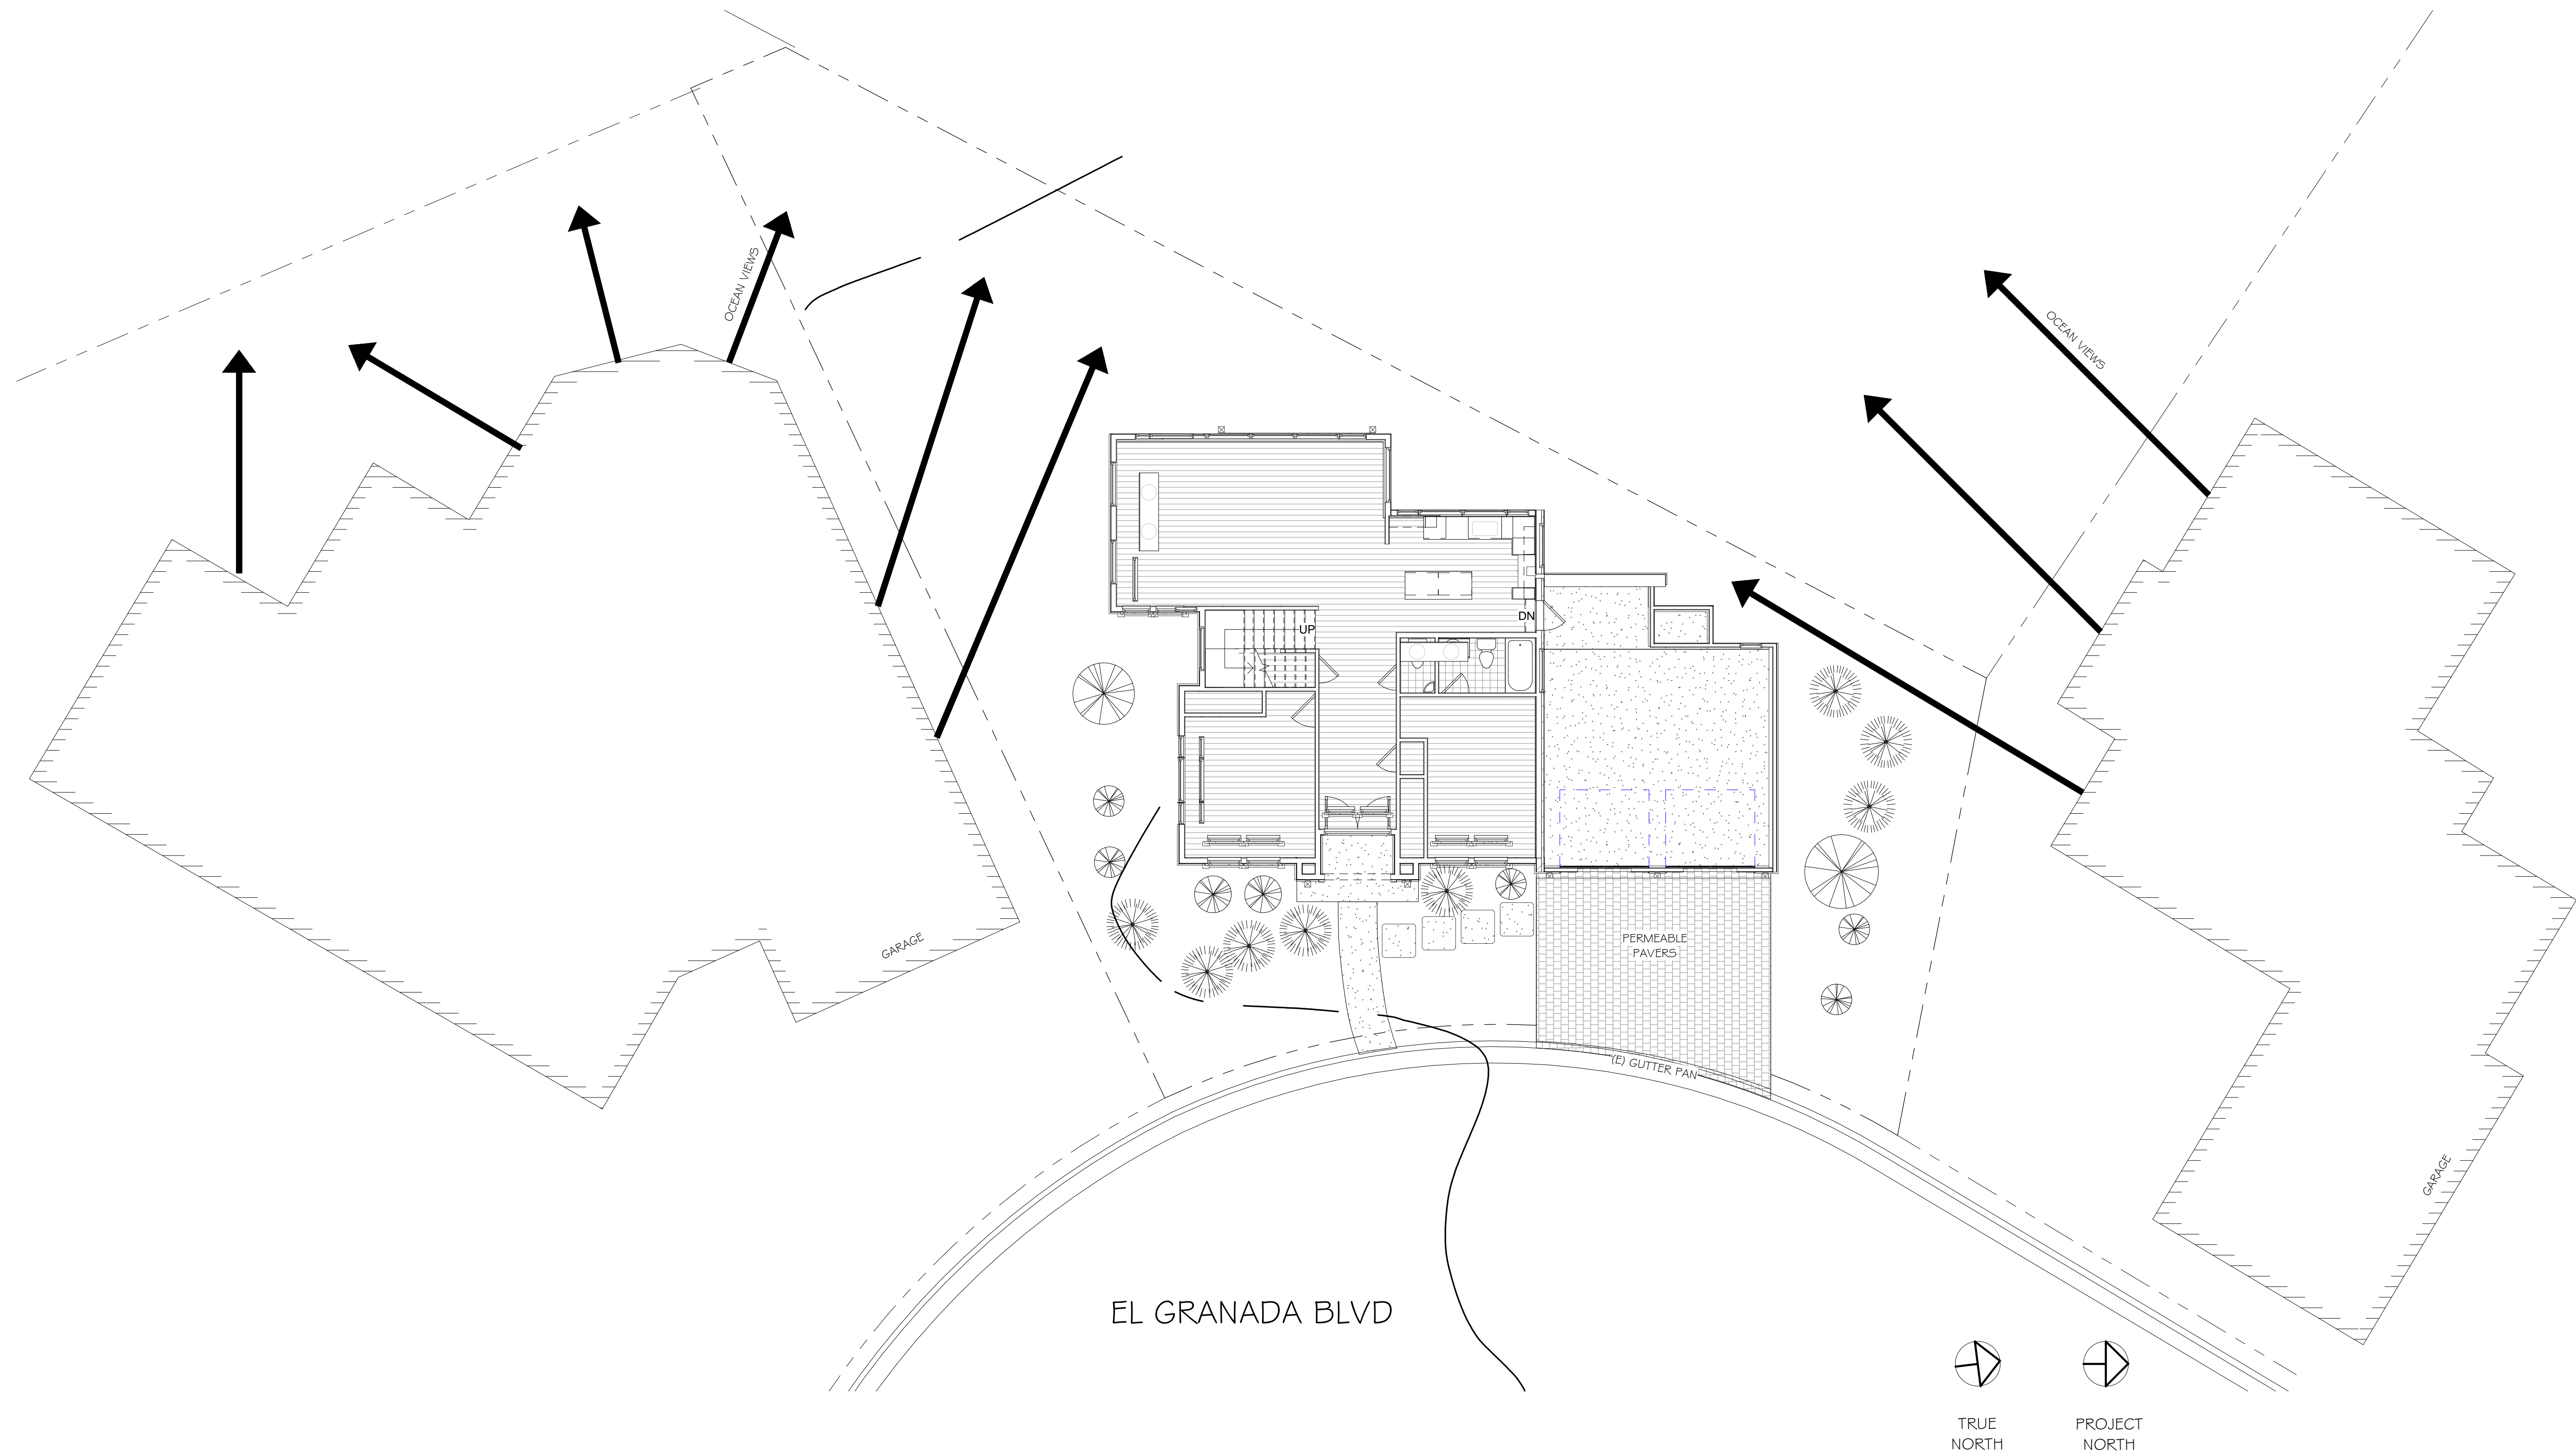 OCEAN VIEWS
OCEAN VIEWS
UP
DN
GARAGE
PERMEABLE
PAVERS
(E) GUTTER PAN
GARAGE
EL GRANADA BLVD
TRUE
NORTH
PROJECT
NORTH